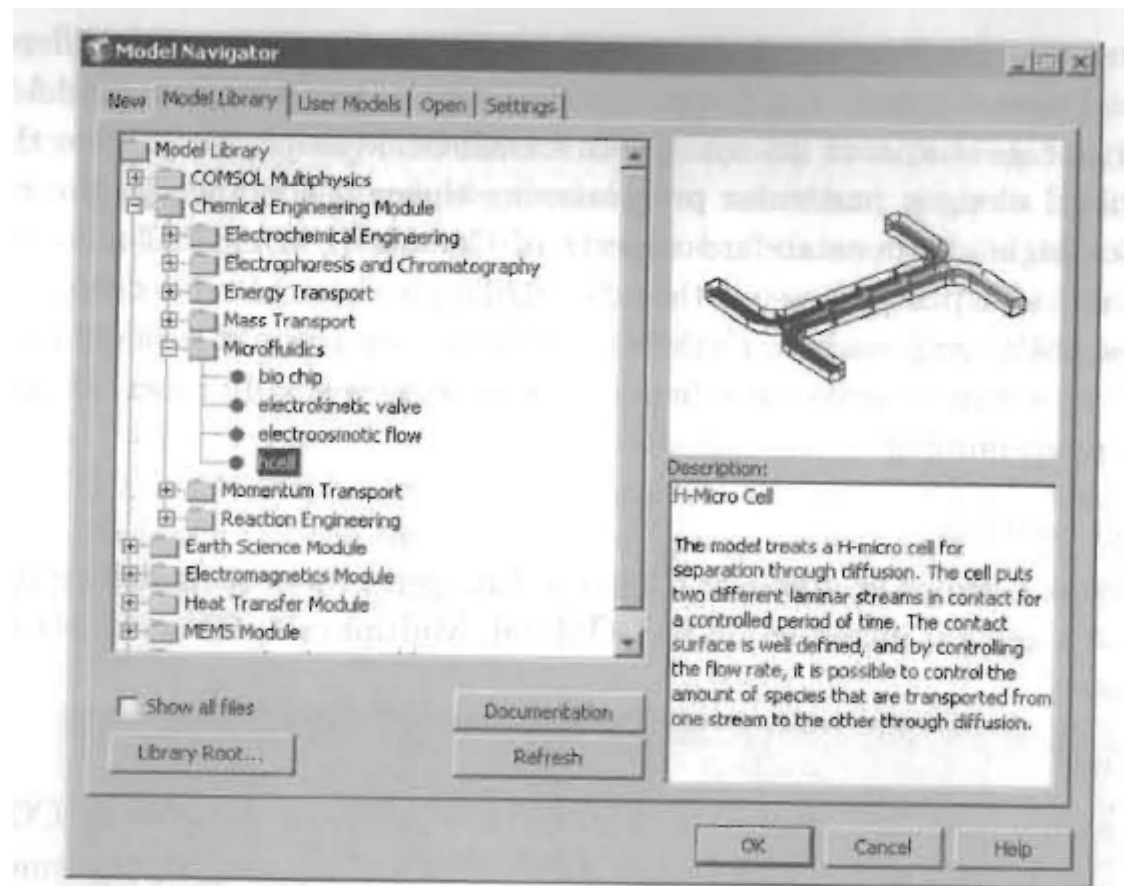 Model Navigator
New Model Library User Models Open Settings
Model Library
COMSOL Multiphysics
Chemical Engineering Module
Electrochemical Engineering
Electrophoresis and Chromatography
Energy Transport
Mass Transport
Microfluidics
bio chip
electrokinetic valve
electroosmotic flow
hcell
Momentum Transport
Reaction Engineering
Earth Science Module
Electromagnetics Module
Heat Transfer Module
MEMS Module
Show all files
Documentation
Library Root...
Refresh
Description:
H-Micro Cell
The model treats a H-micro cell for
separation through diffusion. The cell puts
two different laminar streams in contact for
a controlled period of time. The contact
surface is well defined, and by controlling
the flow rate, it is possible to control the
amount of species that are transported from
one stream to the other through diffusion.
OK Cancel Help